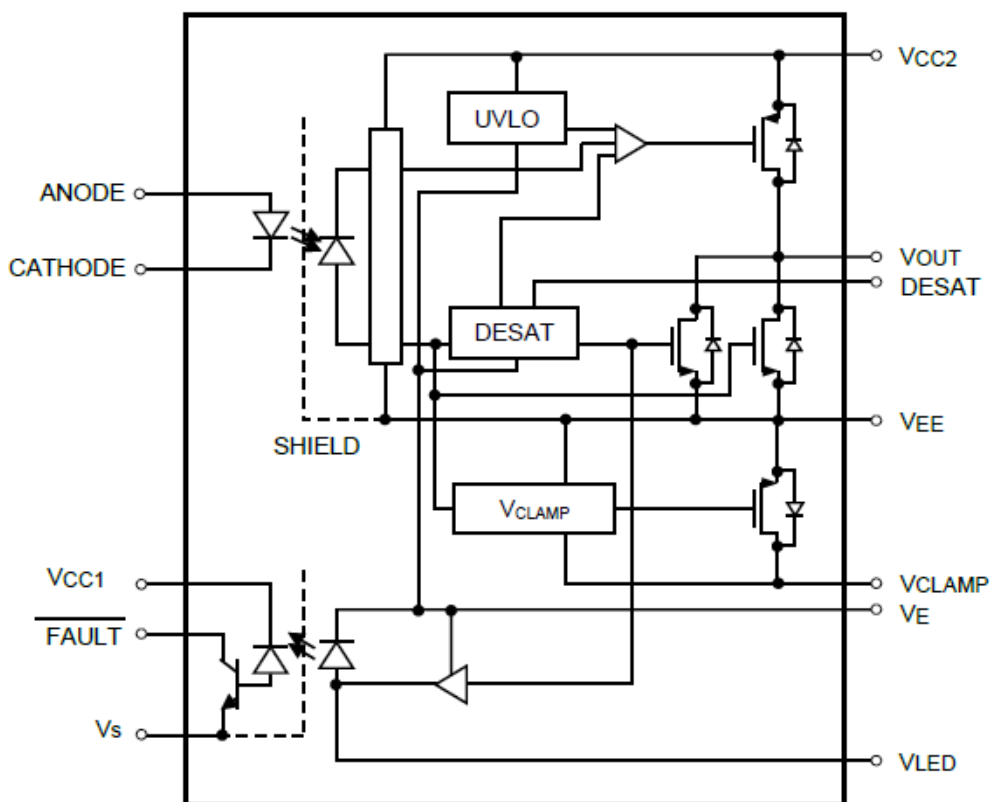 VCC2
UVLO
ANODE
CATHODE
VOUT
DESAT
DESAT
VEE
SHIELD
VCLAMP
VCC1
VCLAMP
VE
FAULT
Vs
VLED